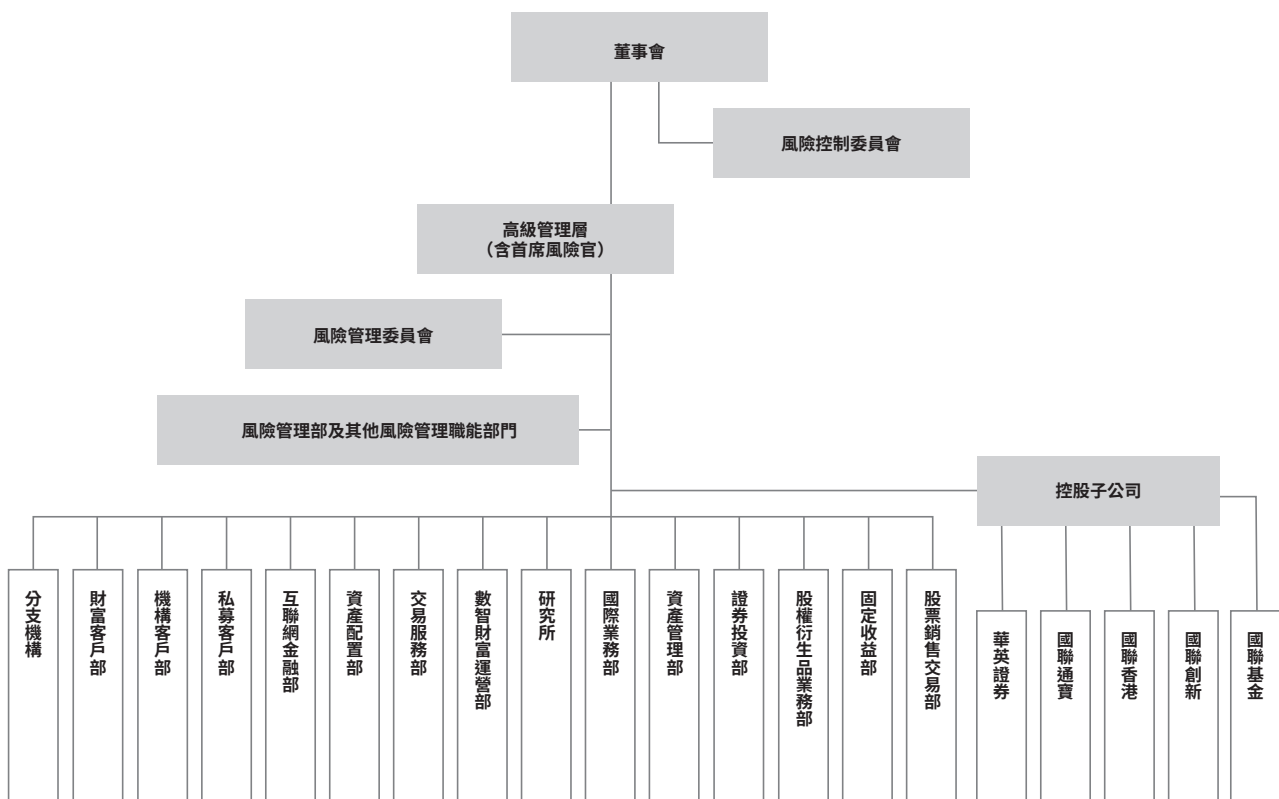 董事會
風險控制委員會
高級管理層
（含首席風險官）
風險管理委員會
風險管理部及其他風險管理職能部門
控股子公司
分支機構
財富客戶部
機構客戶部
私募客戶部
互聯網金融部
資產配置部
交易服務部
數智財富運營部
研究所
國際業務部
資產管理部
證券投資部
股權衍生品業務部
固定收益部
股票銷售交易部
華英證券
國聯通寶
國聯香港
國聯創新
國聯基金